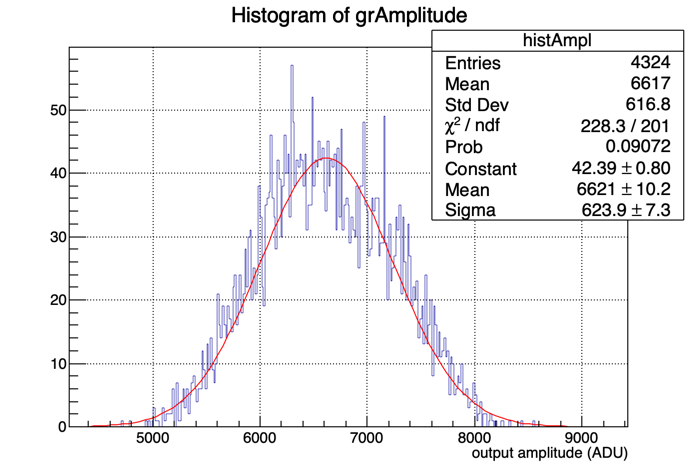 Histogram of grAmplitude
histAmpl
Entries 4324
Mean 6617
Std Dev 616.8
χ² / ndf 228.3 / 201
Prob 0.09072
Constant 42.39 ± 0.80
Mean 6621 ± 10.2
Sigma 623.9 ± 7.3
50
40
30
20
10
0
5000 6000 7000 8000 9000
output amplitude (ADU)